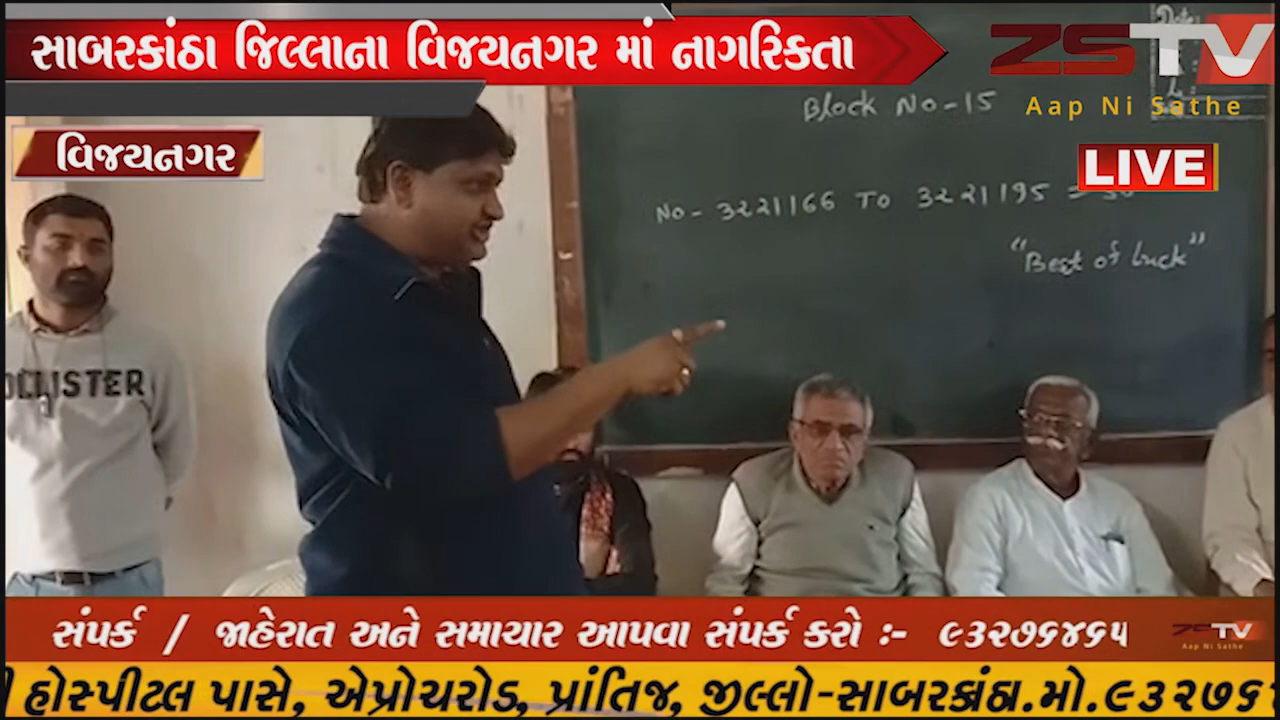 સાબરકાંઠા જિલ્લાના વિજયનગર માં નાગરિકતા
ZSTV
Aap Ni Sathe
વિજયનગર
LIVE
Block No-15
No- 3221166 To 3221195 =
"Best of luck"
OLLISTER
સંપર્ક / જાહેરાત અને સમાચાર આપવા સંપર્ક કરો :- ૯૩૨૭૬૪૬૫
ZSTV
Aap Ni Sathe
હોસ્પીટલ પાસે, એપ્રોચરોડ, પ્રાંતિજ, જીલ્લો-સાબરકાંઠા.મો.૯૩૨૭૬